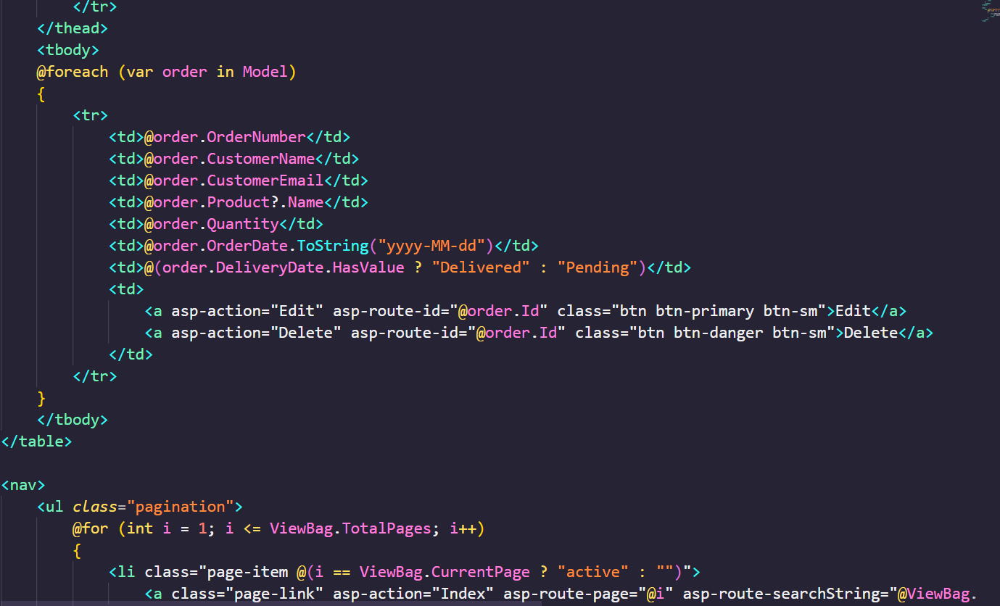 </tr>
</thead>
<tbody>
@foreach (var order in Model)
{
<tr>
<td>@order.OrderNumber</td>
<td>@order.CustomerName</td>
<td>@order.CustomerEmail</td>
<td>@order.Product?.Name</td>
<td>@order.Quantity</td>
<td>@order.OrderDate.ToString("yyyy-MM-dd")</td>
<td>@(order.DeliveryDate.HasValue ? "Delivered" : "Pending")</td>
<td>
<a asp-action="Edit" asp-route-id="@order.Id" class="btn btn-primary btn-sm">Edit</a>
<a asp-action="Delete" asp-route-id="@order.Id" class="btn btn-danger btn-sm">Delete</a>
</td>
</tr>
}
</tbody>
</table>
<nav>
<ul class="pagination">
@for (int i = 1; i <= ViewBag.TotalPages; i++)
{
<li class="page-item @(i == ViewBag.CurrentPage ? "active" : "")">
<a class="page-link" asp-action="Index" asp-route-page="@i" asp-route-searchString="@ViewBag.